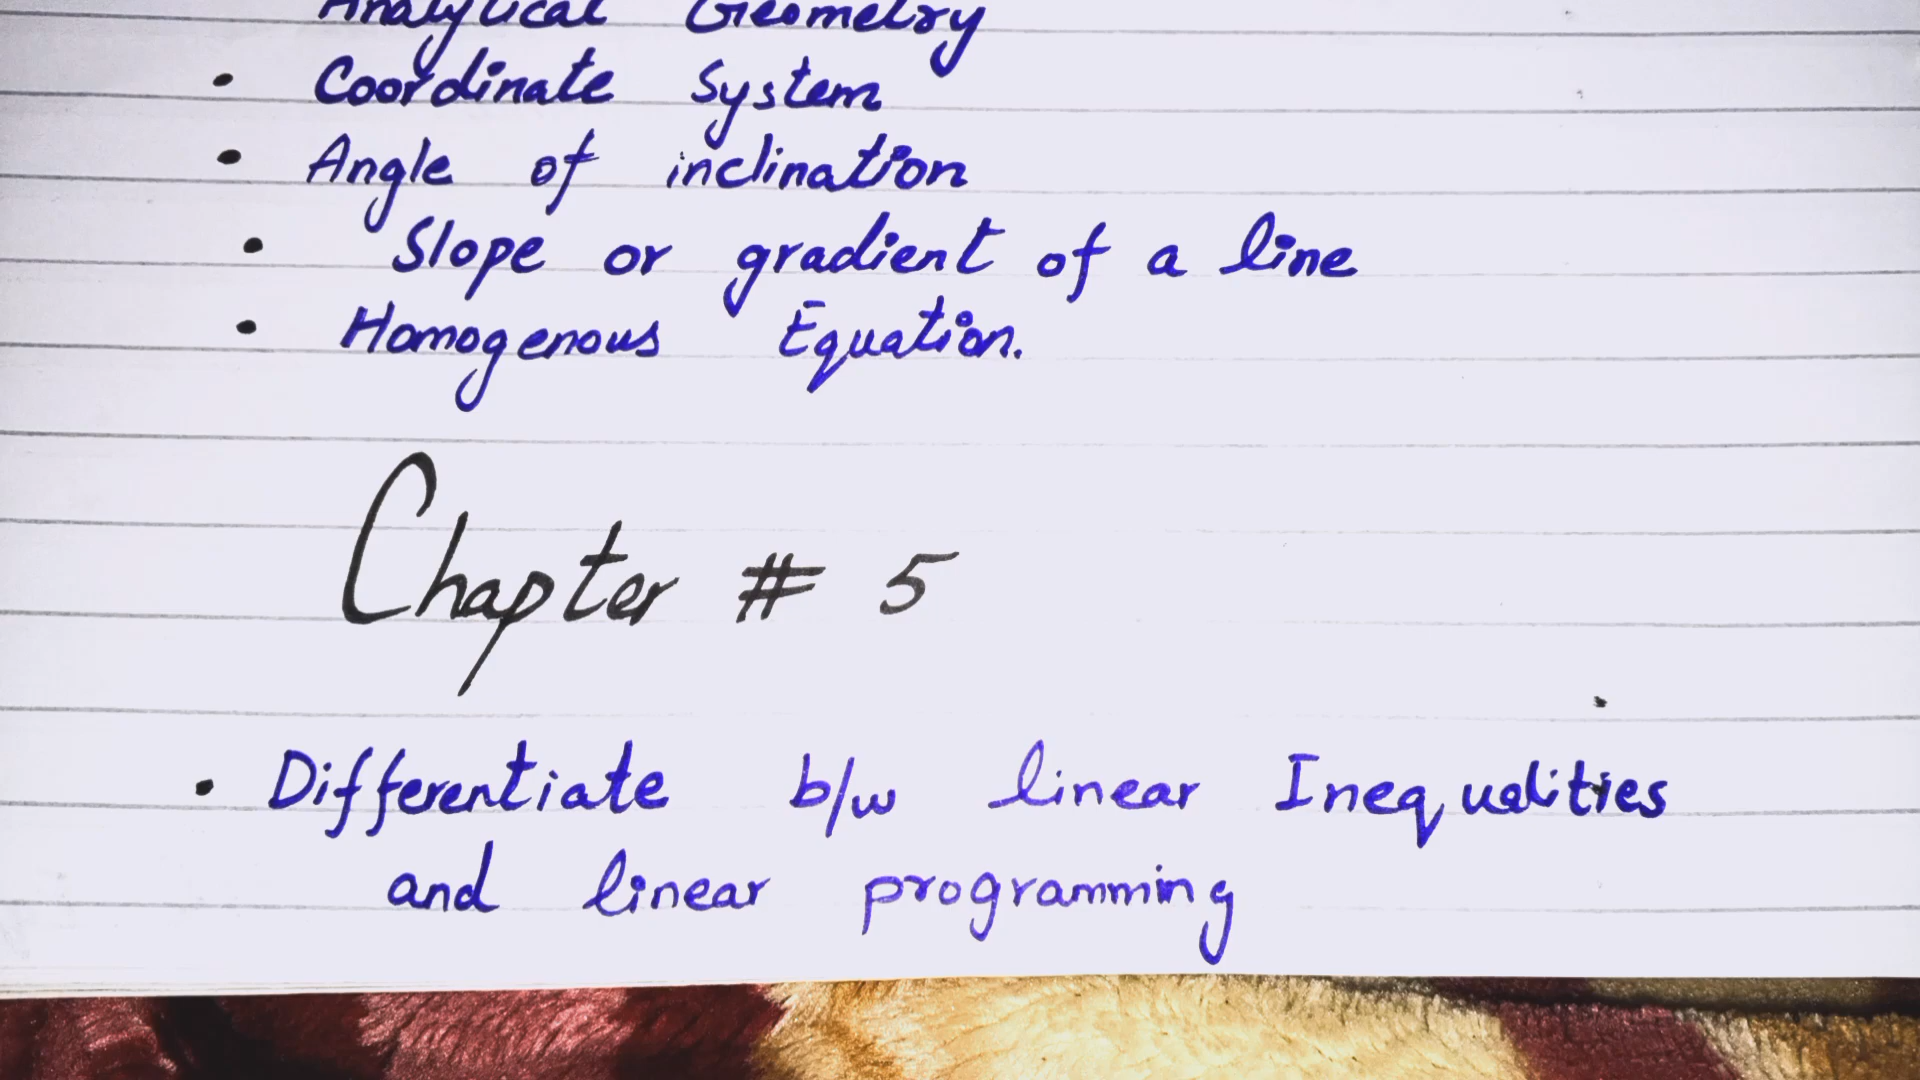 Analytical Geometry
• Coordinate System
• Angle of inclination
• Slope or gradient of a line
• Homogenous Equation.
Chapter # 5
• Differentiate b/w linear Inequalities
and linear programming